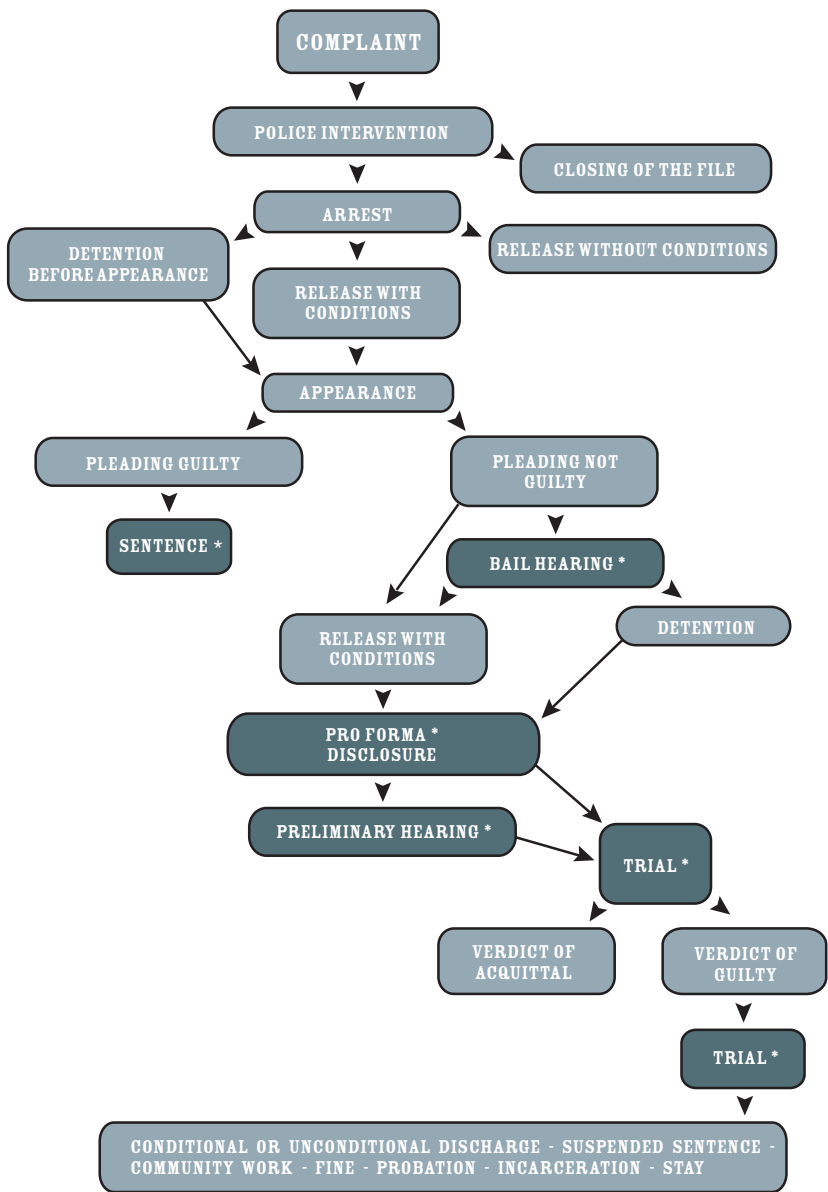 COMPLAINT
POLICE INTERVENTION
CLOSING OF THE FILE
ARREST
DETENTION
BEFORE APPEARANCE
RELEASE WITHOUT CONDITIONS
RELEASE WITH
CONDITIONS
APPEARANCE
PLEADING GUILTY
PLEADING NOT
GUILTY
SENTENCE *
BAIL HEARING *
RELEASE WITH
CONDITIONS
DETENTION
PRO FORMA *
DISCLOSURE
PRELIMINARY HEARING *
TRIAL *
VERDICT OF
ACQUITTAL
VERDICT OF
GUILTY
TRIAL *
CONDITIONAL OR UNCONDITIONAL DISCHARGE - SUSPENDED SENTENCE -
COMMUNITY WORK - FINE - PROBATION - INCARCERATION - STAY